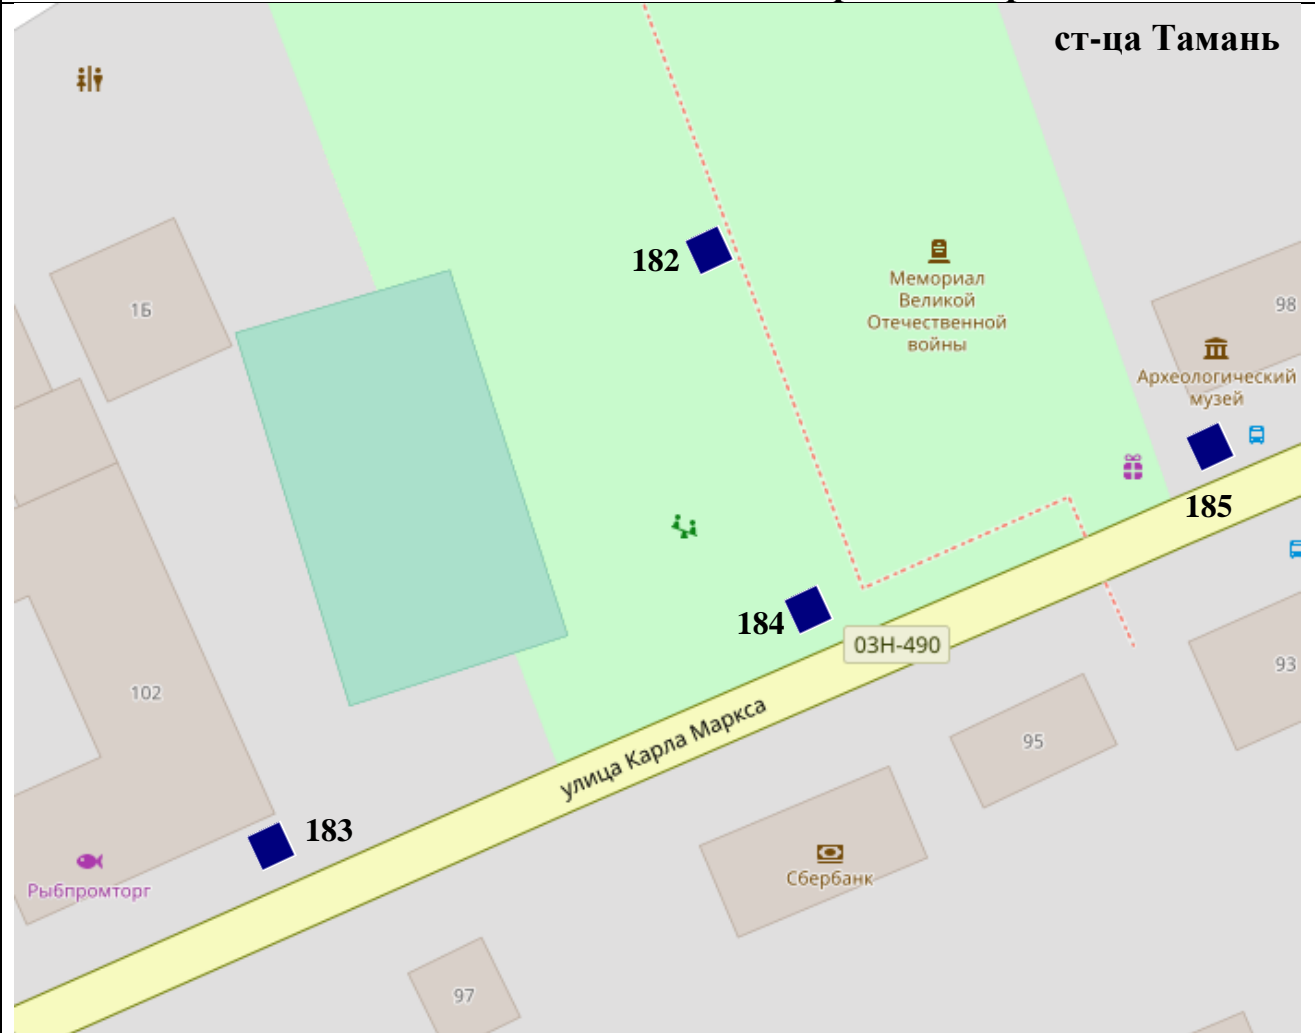 ст-ца Тамань
182
Мемориал
Великой
Отечественной
войны
1Б
98
Археологический
музей
185
184
03Н-490
93
102
улица Карла Маркса
95
183
Сбербанк
Рыбпромторг
97